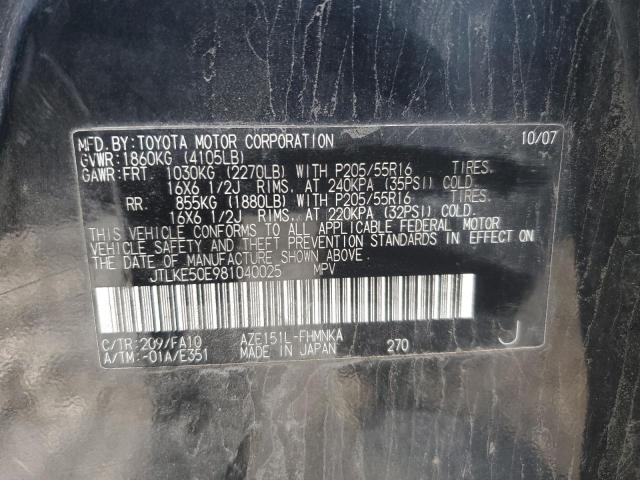 MFD.BY:TOYOTA MOTOR CORPORATION 10/07
GVWR:1860KG (4105LB)
GAWR:FRT 1030KG (2270LB) WITH P205/55R16 TIRES.
16X6 1/2J RIMS. AT 240KPA (35PSI) COLD.
RR. 855KG (1880LB) WITH P205/55R16 TIRES.
16X6 1/2J RIMS. AT 220KPA (32PSI) COLD.
THIS VEHICLE CONFORMS TO ALL APPLICABLE FEDERAL MOTOR
VEHICLE SAFETY AND THEFT PREVENTION STANDARDS IN EFFECT ON
THE DATE OF MANUFACTURE SHOWN ABOVE.
JTLKE50E981040025 MPV
C/TR:209/FA10 AZE151L-FHMNKA
A/TM:-01A/E351 MADE IN JAPAN 270 J